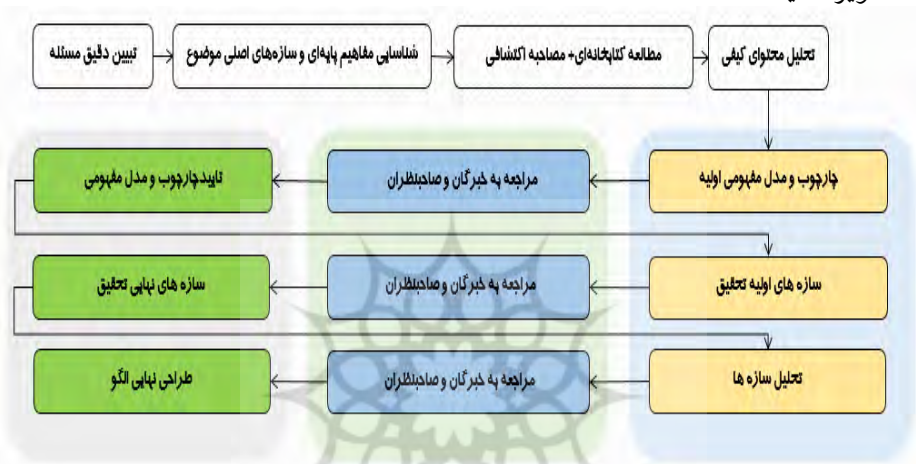 تبیین دقیق مسئله
شناسایی مفاهیم پایه‌ای و سازه‌های اصلی موضوع
مطالعه کتابخانه‌ای+ مصاحبه اکتشافی
تحلیل محتوای کیفی
چارچوب و مدل مفهومی اولیه
مراجعه به خبرگان و صاحبنظران
تایید چارچوب و مدل مفهومی
سازه های اولیه تحقیق
مراجعه به خبرگان و صاحبنظران
سازه های نهایی تحقیق
تحلیل سازه ها
مراجعه به خبرگان و صاحبنظران
طراحی نهایی الگو